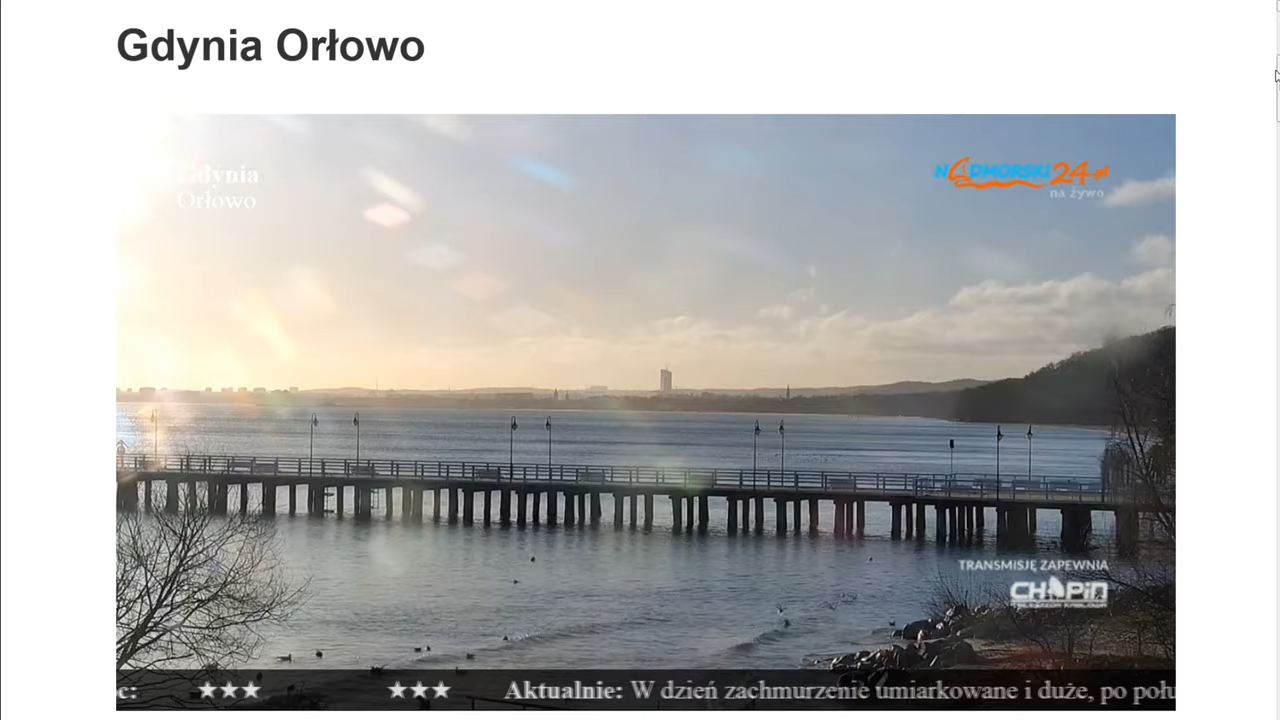 Gdynia Orłowo
Gdynia
Orłowo
NADMORSKI24.pl
na żywo
TRANSMISJĘ ZAPEWNIA
CHOPIN
★★★ ★★★ Aktualnie: W dzień zachmurzenie umiarkowane i duże, po połu